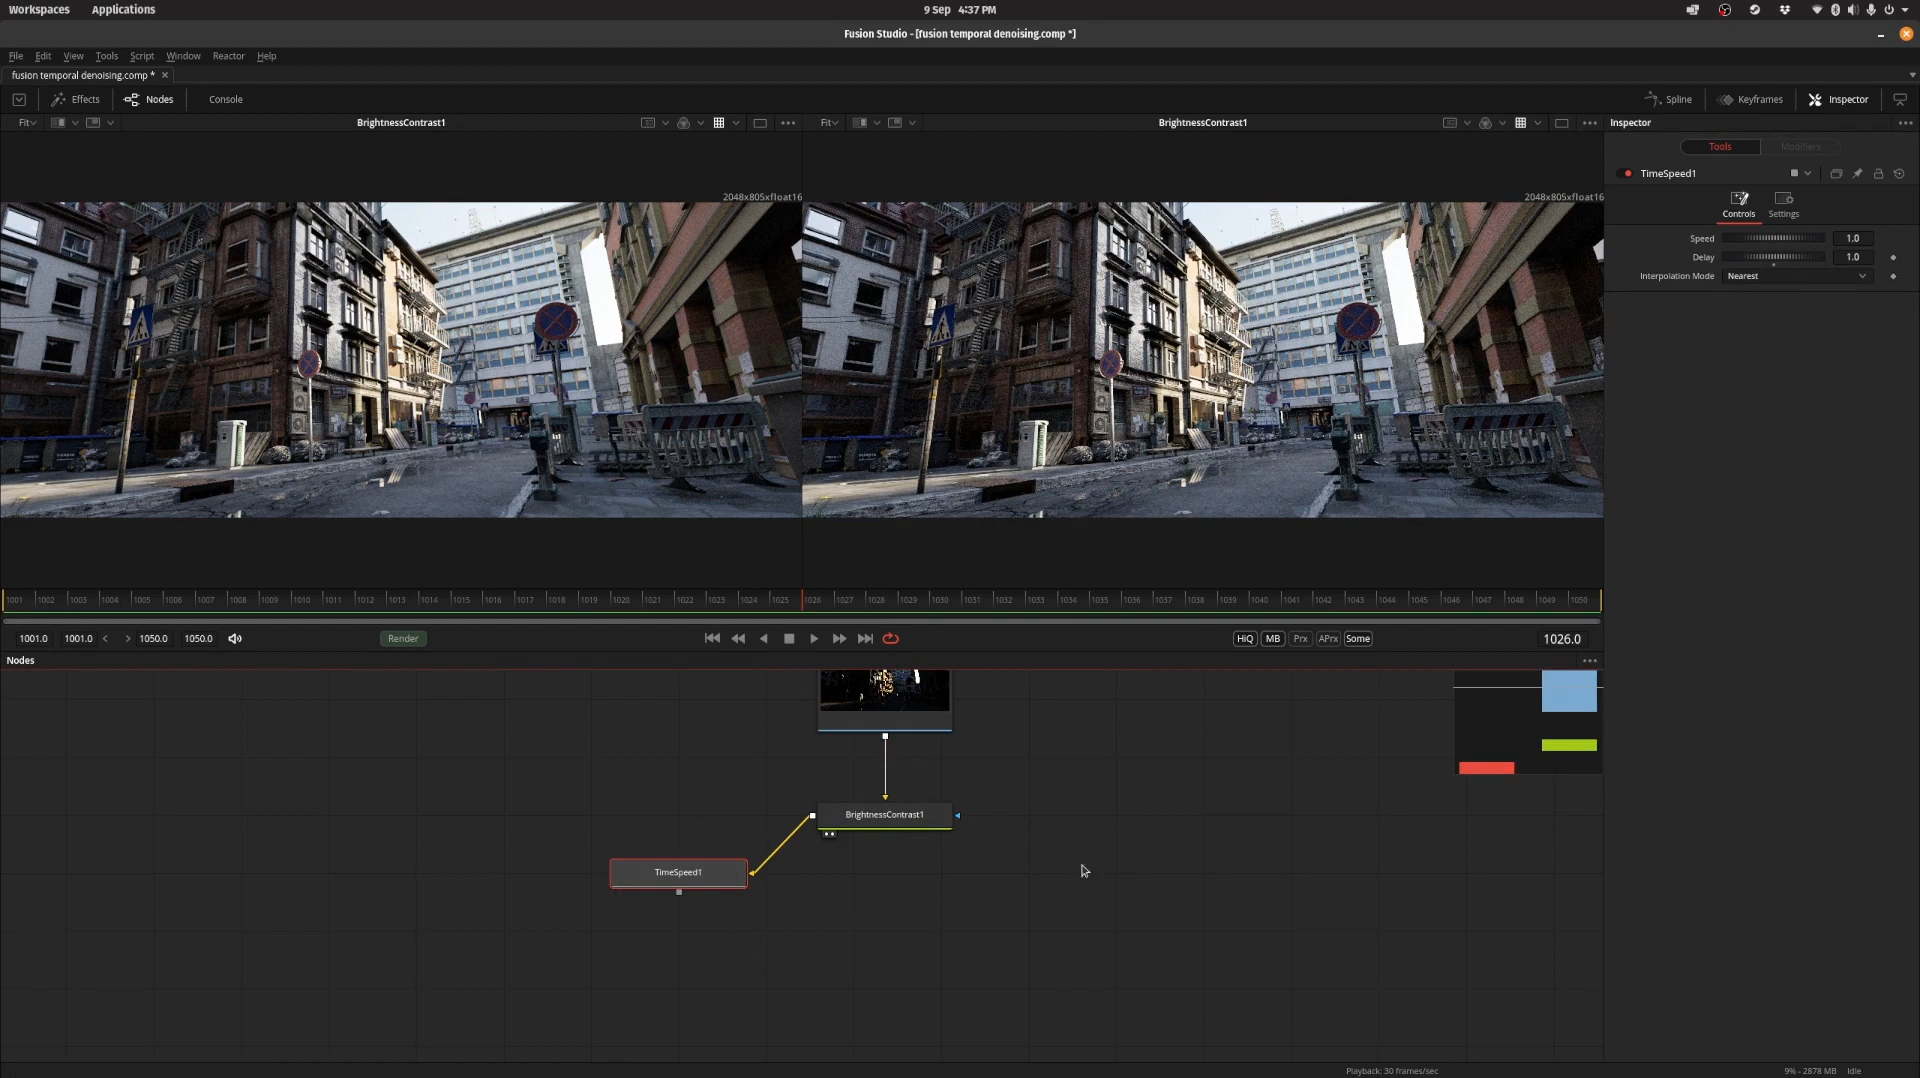 Workspaces Applications 9 Sep 4:37 PM
Fusion Studio - [fusion temporal denoising.comp *]
File Edit View Tools Script Window Reactor Help
fusion temporal denoising.comp *
Effects Nodes Console Spline Keyframes Inspector
Fit BrightnessContrast1 Fit BrightnessContrast1 Inspector
Tools Modifiers
TimeSpeed1
2048x805xfloat16 2048x805xfloat16
Controls Settings
Speed 1.0
Delay 1.0
Interpolation Mode Nearest
1001 1002 1003 1004 1005 1006 1007 1008 1009 1010 1011 1012 1013 1014 1015 1016 1017 1018 1019 1020 1021 1022 1023 1024 1025 1026 1027 1028 1029 1030 1031 1032 1033 1034 1035 1036 1037 1038 1039 1040 1041 1042 1043 1044 1045 1046 1047 1048 1049 1050
1001.0 1001.0 < > 1050.0 1050.0 Render HiQ MB Prx APrx Some 1026.0
Nodes
BrightnessContrast1
TimeSpeed1
Playback: 30 frames/sec 9% - 2878 MB Idle